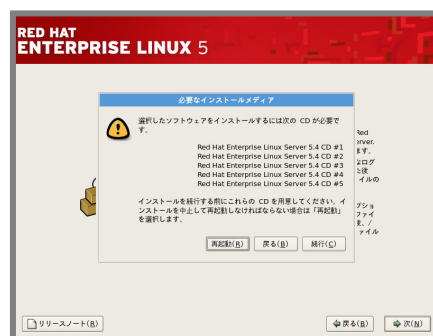 RED HAT
ENTERPRISE LINUX 5
必要なインストールメディア
選択したソフトウェアをインストールするには次の CD が必要で
す。
Red Hat Enterprise Linux Server 5.4 CD #1
Red Hat Enterprise Linux Server 5.4 CD #2
Red Hat Enterprise Linux Server 5.4 CD #3
Red Hat Enterprise Linux Server 5.4 CD #4
Red Hat Enterprise Linux Server 5.4 CD #5
インストールを続行する前にこれらの CD を用意してください。イ
ンストールを中止して再起動しなければならない場合は「再起動」
を選択します。
再起動(R) 戻る(B) 続行(C)
Red
erver.
ます。
なログ
た後
イルの
プショ
ファイ
ま、/
ァイル
リリースノート(R) 戻る(B) 次(N)